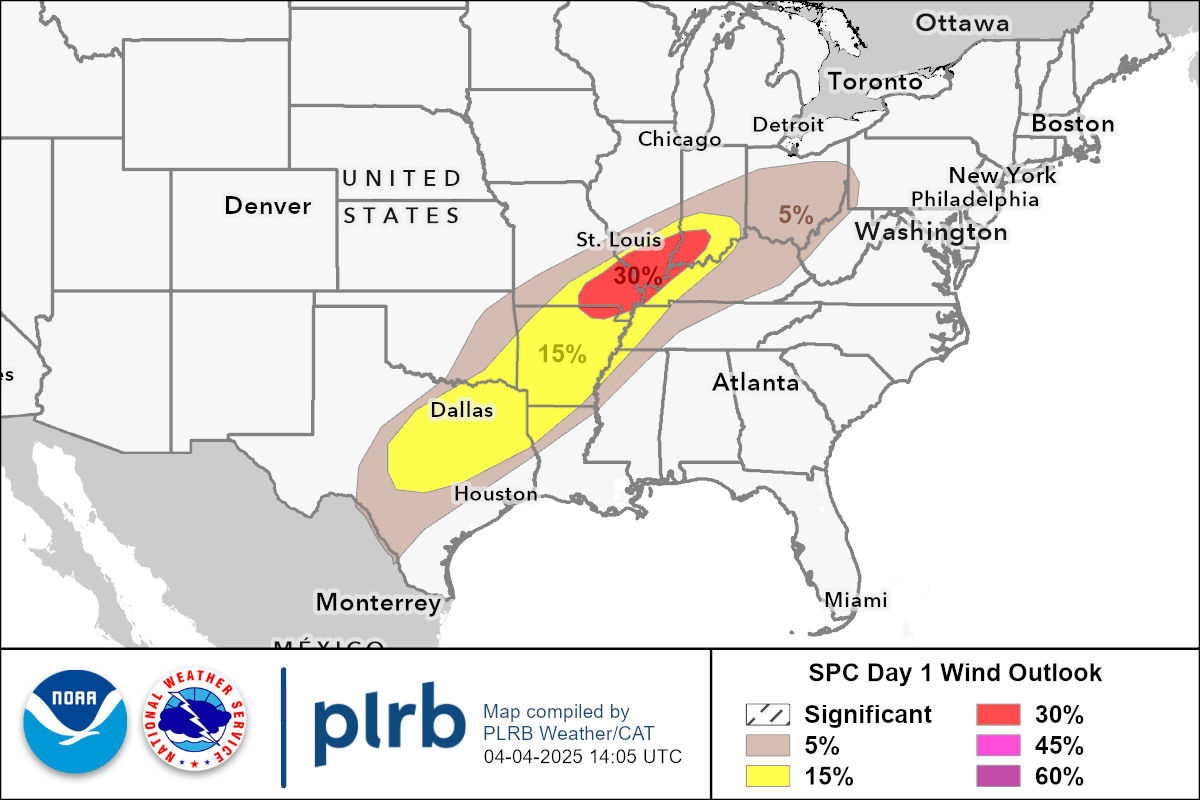 Ottawa
Toronto
Boston
Detroit
Chicago
New York
UNITED
5%
Philadelphia
Denver
STATES
Washington
St. Louis
30%
15%
es
Atlanta
Dallas
Houston
Miami
Monterrey
MÉXICO
NOAA
NATIONAL WEATHER SERVICE
plrb
Map compiled by
PLRB Weather/CAT
04-04-2025 14:05 UTC
SPC Day 1 Wind Outlook
Significant
30%
5%
45%
15%
60%